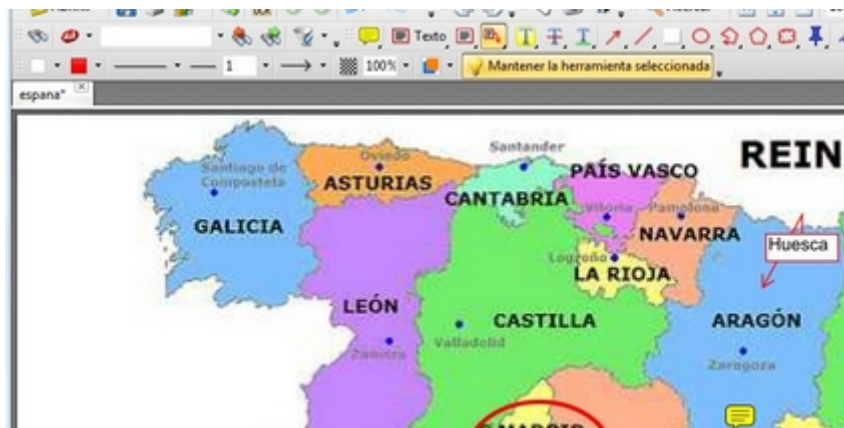 Texto
1
100%
Mantener la herramienta seleccionada
espana*
REIN
Santander
Oviedo
PAÍS VASCO
Santiago de
Compostela
ASTURIAS
CANTABRIA
Vitoria
Pamplona
GALICIA
NAVARRA
Huesca
Logroño
LA RIOJA
LEÓN
CASTILLA
ARAGÓN
Zamora
Valladolid
Zaragoza
MADRID